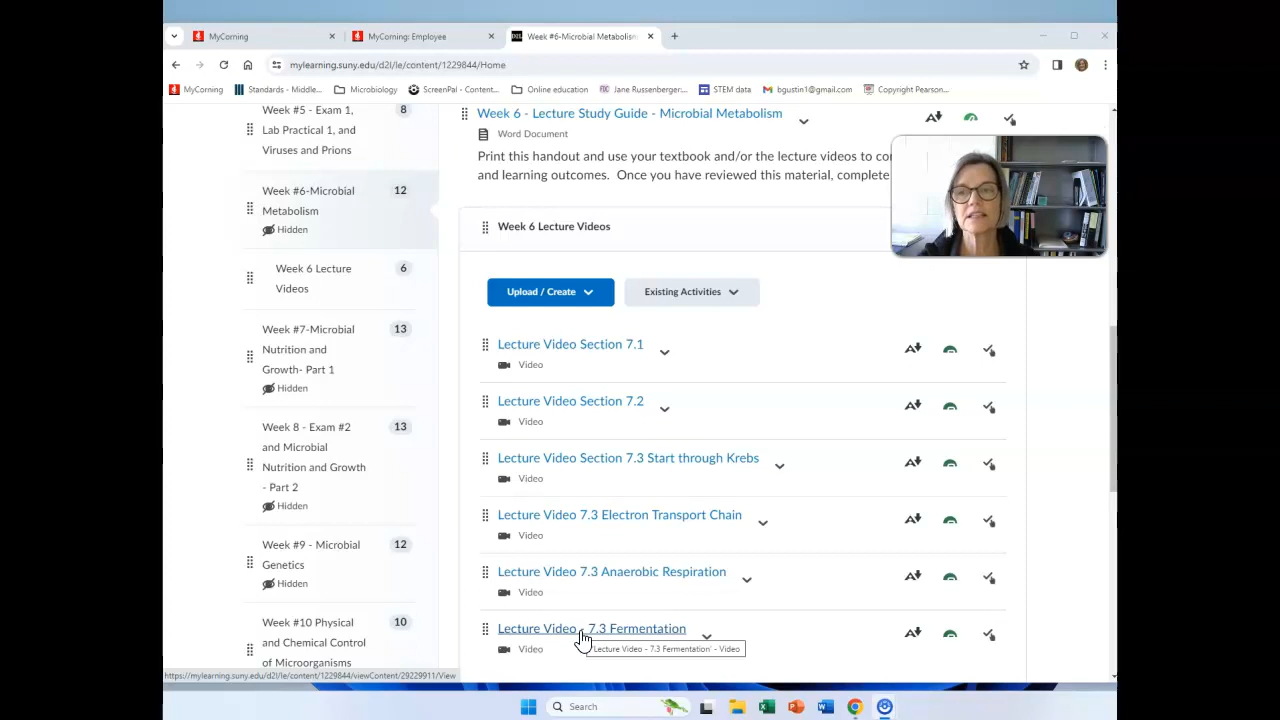 MyCorning
MyCorning: Employee
D2L
Week #6-Microbial Metabolism
mylearning.suny.edu/d2l/le/content/1229844/Home
MyCorning
Standards - Middle...
Microbiology
ScreenPal - Content...
Online education
Jane Russenberger...
STEM data
bgustin1@gmail.com
Copyright Pearson...
Week #5 - Exam 1,
Lab Practical 1, and
Viruses and Prions
8
Week #6-Microbial
Metabolism
12
Hidden
Week 6 Lecture
Videos
6
Week #7-Microbial
Nutrition and
Growth- Part 1
13
Hidden
Week 8 - Exam #2
and Microbial
Nutrition and Growth
- Part 2
13
Hidden
Week #9 - Microbial
Genetics
12
Hidden
Week #10 Physical
and Chemical Control
of Microorganisms
10
Week 6 - Lecture Study Guide - Microbial Metabolism
Word Document
Print this handout and use your textbook and/or the lecture videos to co
and learning outcomes. Once you have reviewed this material, complete
Week 6 Lecture Videos
Upload / Create
Existing Activities
Lecture Video Section 7.1
Video
Lecture Video Section 7.2
Video
Lecture Video Section 7.3 Start through Krebs
Video
Lecture Video 7.3 Electron Transport Chain
Video
Lecture Video 7.3 Anaerobic Respiration
Video
Lecture Video - 7.3 Fermentation
Video
'Lecture Video - 7.3 Fermentation' - Video
https://mylearning.suny.edu/d2l/le/content/1229844/viewContent/29229911/View
Search